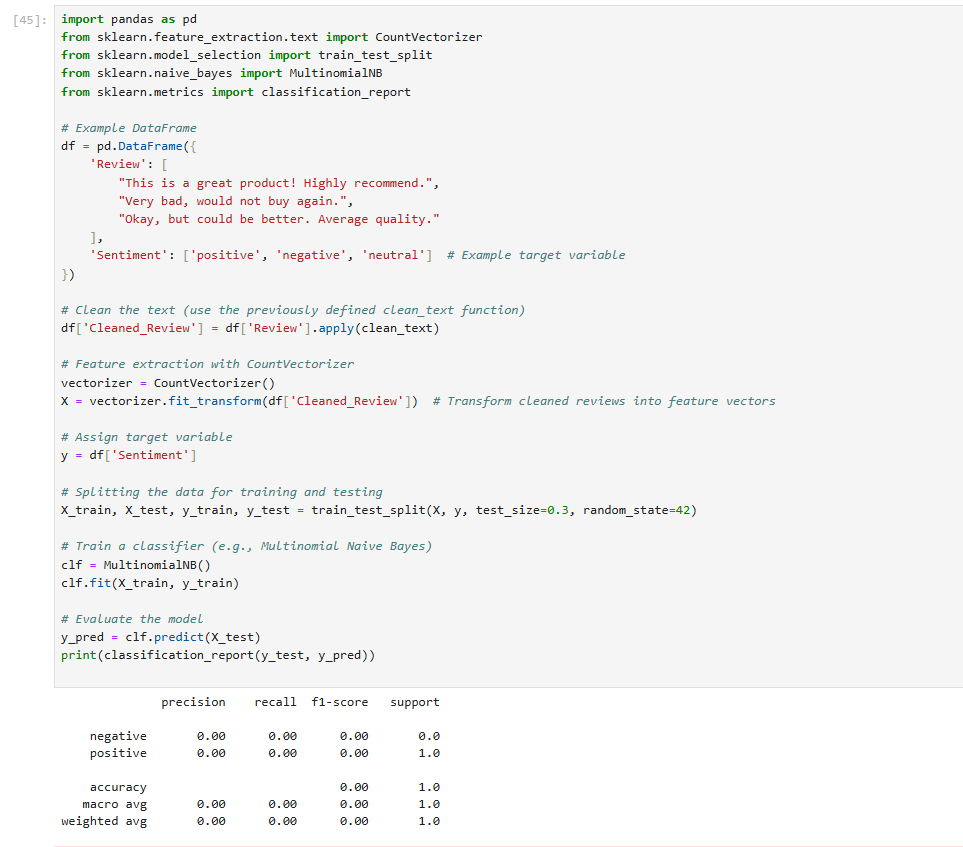 [45]:
import pandas as pd
from sklearn.feature_extraction.text import CountVectorizer
from sklearn.model_selection import train_test_split
from sklearn.naive_bayes import MultinomialNB
from sklearn.metrics import classification_report

# Example DataFrame
df = pd.DataFrame({
    'Review': [
        "This is a great product! Highly recommend.",
        "Very bad, would not buy again.",
        "Okay, but could be better. Average quality."
    ],
    'Sentiment': ['positive', 'negative', 'neutral']  # Example target variable
})

# Clean the text (use the previously defined clean_text function)
df['Cleaned_Review'] = df['Review'].apply(clean_text)

# Feature extraction with CountVectorizer
vectorizer = CountVectorizer()
X = vectorizer.fit_transform(df['Cleaned_Review'])  # Transform cleaned reviews into feature vectors

# Assign target variable
y = df['Sentiment']

# Splitting the data for training and testing
X_train, X_test, y_train, y_test = train_test_split(X, y, test_size=0.3, random_state=42)

# Train a classifier (e.g., Multinomial Naive Bayes)
clf = MultinomialNB()
clf.fit(X_train, y_train)

# Evaluate the model
y_pred = clf.predict(X_test)
print(classification_report(y_test, y_pred))

              precision    recall  f1-score   support

    negative       0.00      0.00      0.00       0.0
    positive       0.00      0.00      0.00       1.0

    accuracy                           0.00       1.0
   macro avg       0.00      0.00      0.00       1.0
weighted avg       0.00      0.00      0.00       1.0